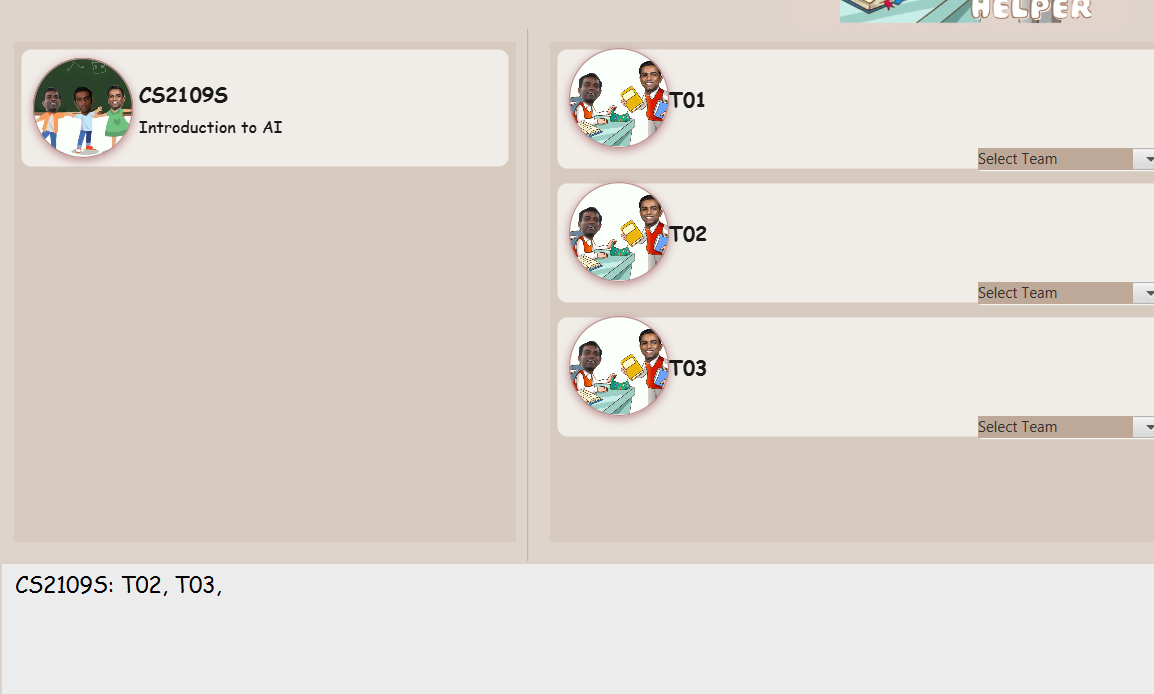 HELPER
CS2109S
Introduction to AI
T01
Select Team
T02
Select Team
T03
Select Team
CS2109S: T02, T03,